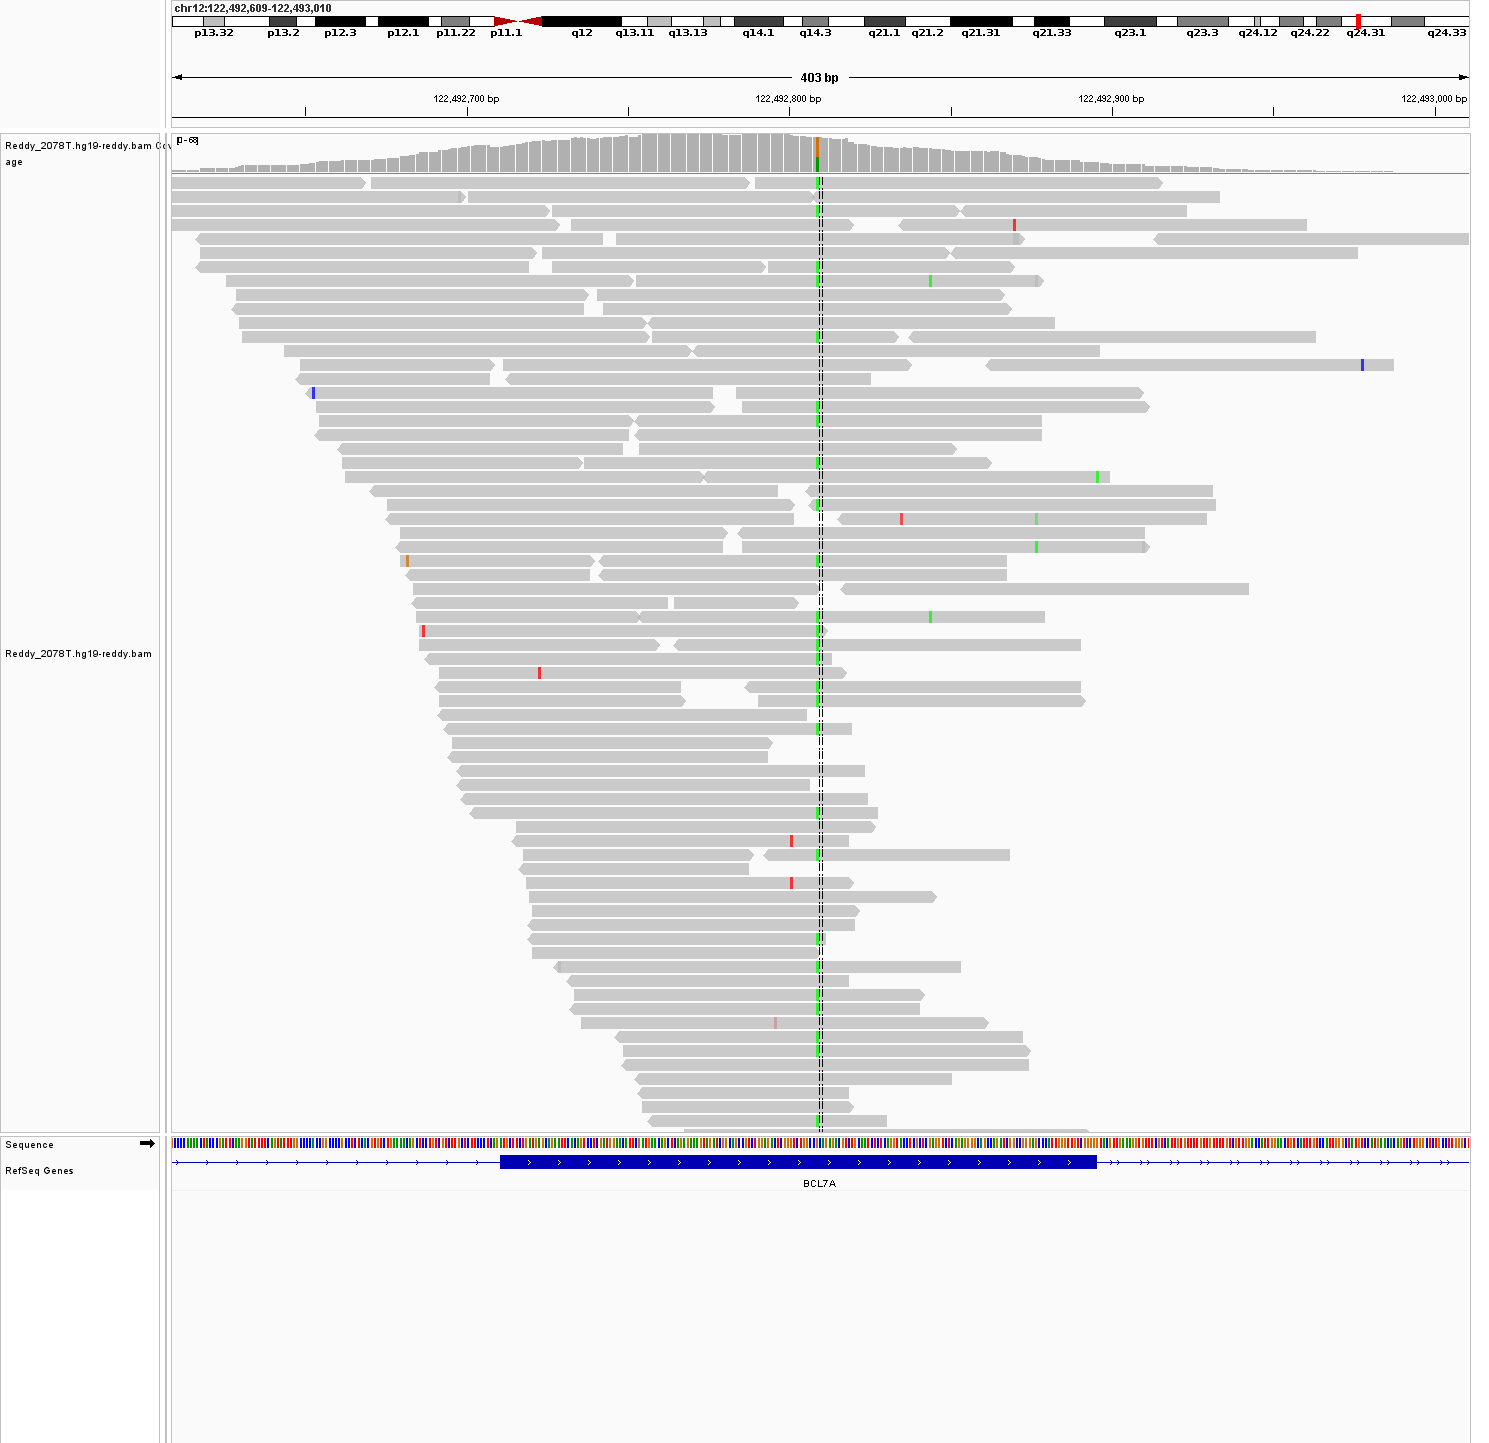 chr12:122,492,609-122,493,010
p13.32 p13.2 p12.3 p12.1 p11.22 p11.1 q12 q13.11 q13.13 q14.1 q14.3 q21.1 q21.2 q21.31 q21.33 q23.1 q23.3 q24.12 q24.22 q24.31 q24.33
403 bp
122,492,700 bp 122,492,800 bp 122,492,900 bp 122,493,000 bp
[0 - 68]
Reddy_2078T.hg19-reddy.bam Cov
age
Reddy_2078T.hg19-reddy.bam
Sequence
RefSeq Genes
BCL7A